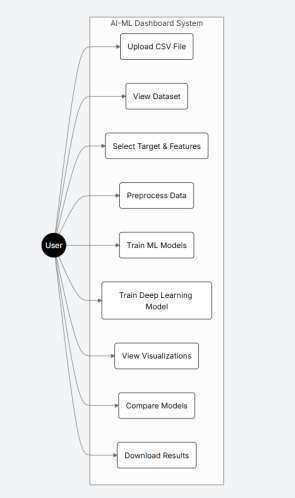 AI-ML Dashboard System
Upload CSV File
View Dataset
Select Target & Features
Preprocess Data
User
Train ML Models
Train Deep Learning
Model
View Visualizations
Compare Models
Download Results